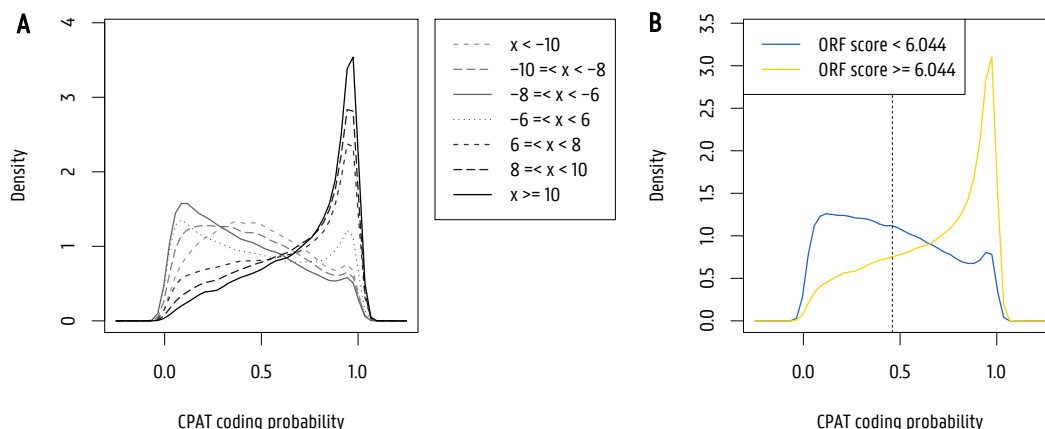 A
Density
4
3
2
1
0
0.0 0.5 1.0
CPAT coding probability
x < −10
−10 =< x < −8
−8 =< x < −6
−6 =< x < 6
6 =< x < 8
8 =< x < 10
x >= 10
B
Density
3.5
3.0
2.5
2.0
1.5
1.0
0.5
0.0
ORF score < 6.044
ORF score >= 6.044
0.0 0.5 1.0
CPAT coding probability